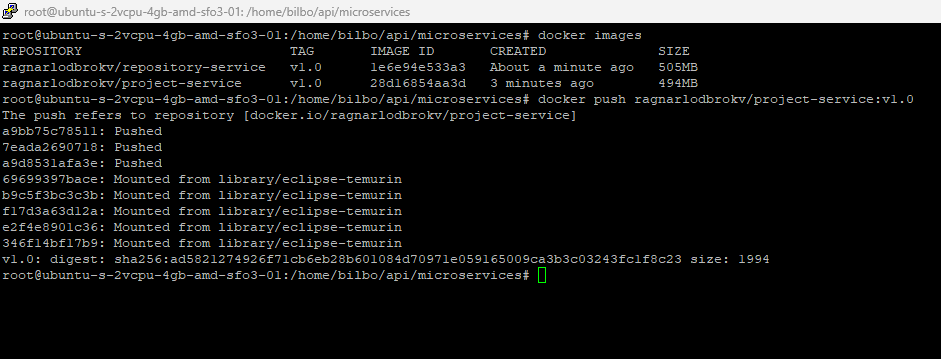 root@ubuntu-s-2vcpu-4gb-amd-sfo3-01: /home/bilbo/api/microservices
root@ubuntu-s-2vcpu-4gb-amd-sfo3-01:/home/bilbo/api/microservices# docker images
REPOSITORY TAG IMAGE ID CREATED SIZE
ragnarlodbrokv/repository-service v1.0 1e6e94e533a3 About a minute ago 505MB
ragnarlodbrokv/project-service v1.0 28d16854aa3d 3 minutes ago 494MB
root@ubuntu-s-2vcpu-4gb-amd-sfo3-01:/home/bilbo/api/microservices# docker push ragnarlodbrokv/project-service:v1.0
The push refers to repository [docker.io/ragnarlodbrokv/project-service]
a9bb75c78511: Pushed
7eada2690718: Pushed
a9d8531afa3e: Pushed
69699397bace: Mounted from library/eclipse-temurin
b9c5f3bc3c3b: Mounted from library/eclipse-temurin
f17d3a63d12a: Mounted from library/eclipse-temurin
e2f4e8901c36: Mounted from library/eclipse-temurin
346f14bf17b9: Mounted from library/eclipse-temurin
v1.0: digest: sha256:ad5821274926f71cb6eb28b601084d70971e059165009ca3b3c03243fc1f8c23 size: 1994
root@ubuntu-s-2vcpu-4gb-amd-sfo3-01:/home/bilbo/api/microservices#